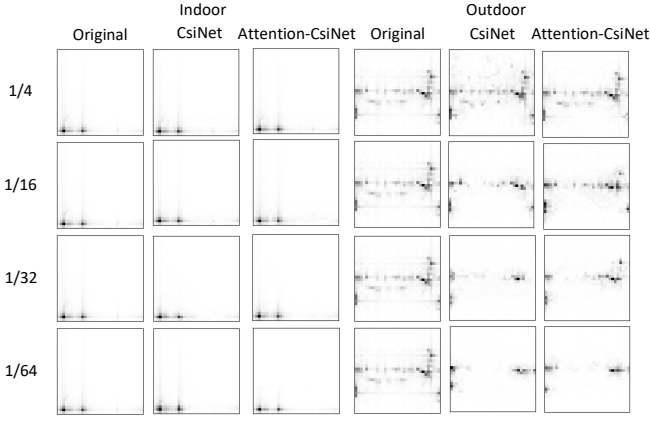 Indoor Outdoor
Original CsiNet Attention-CsiNet Original CsiNet Attention-CsiNet
1/4
1/16
1/32
1/64